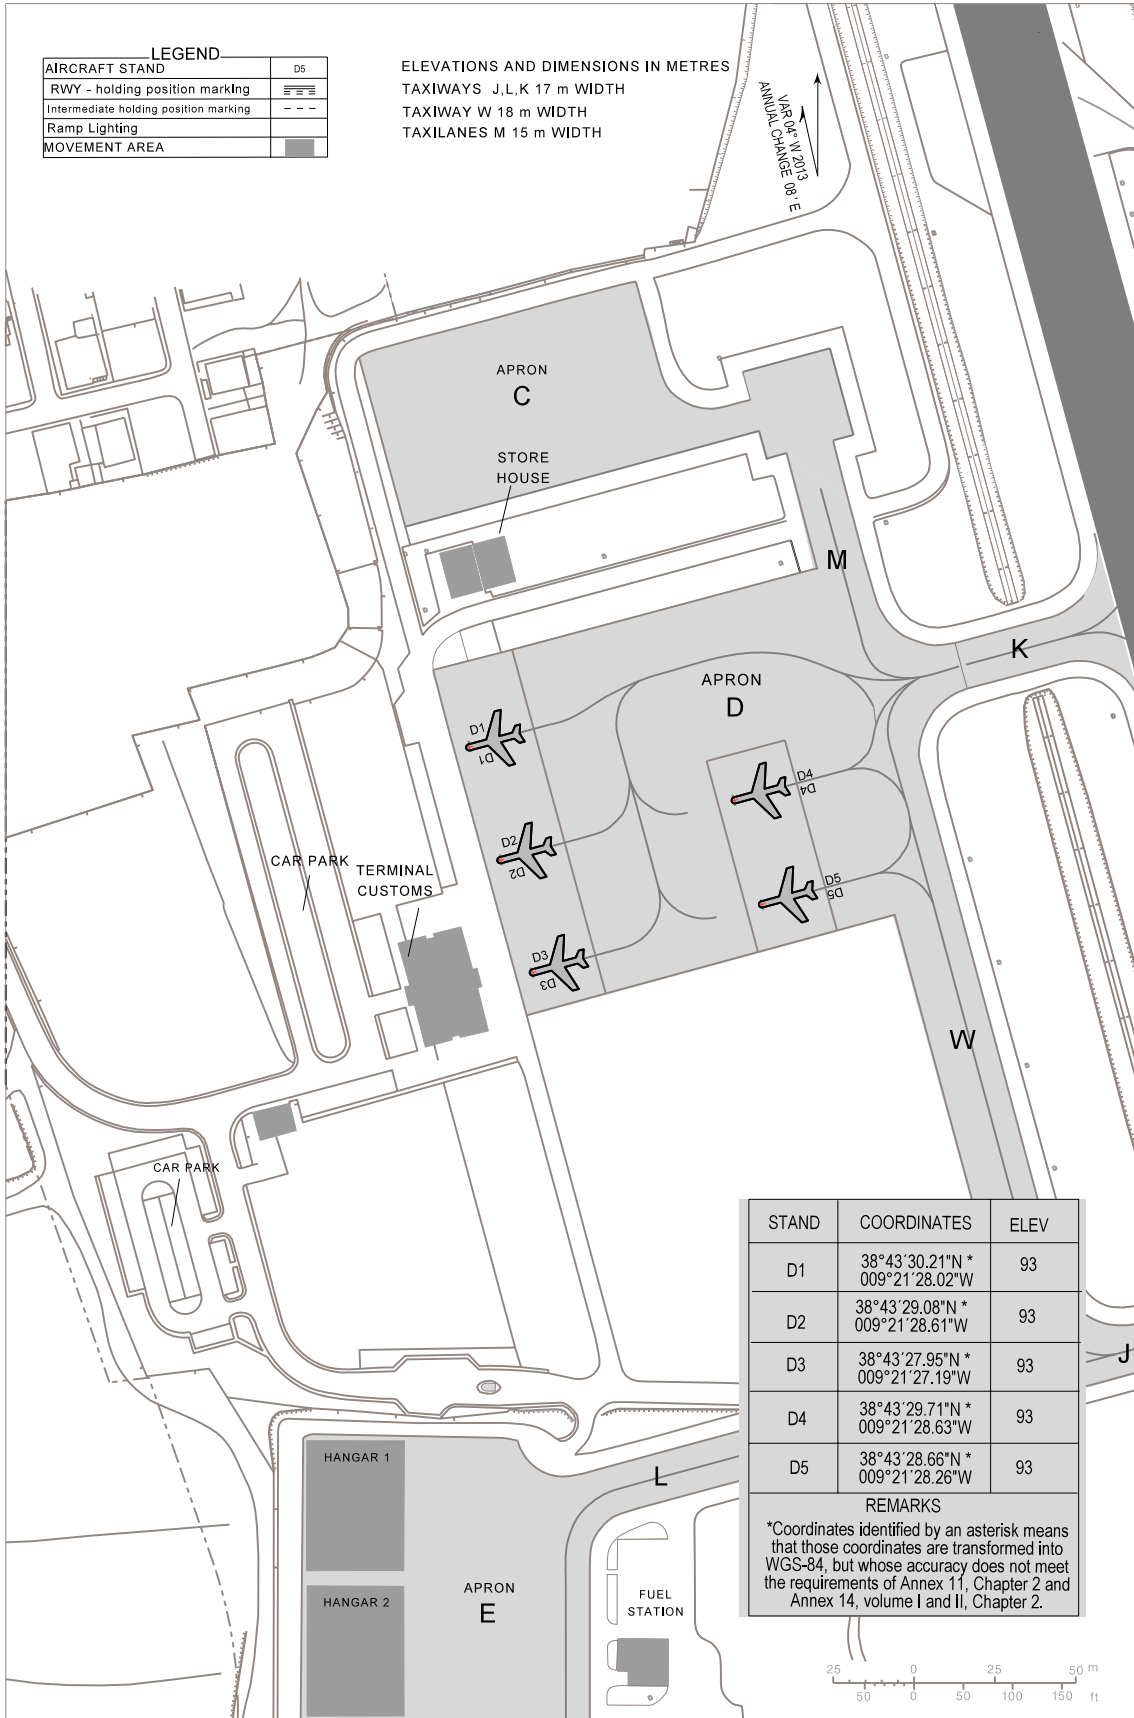 LEGEND
AIRCRAFT STAND D5
RWY - holding position marking
Intermediate holding position marking
Ramp Lighting
MOVEMENT AREA
ELEVATIONS AND DIMENSIONS IN METRES
TAXIWAYS J,L,K 17 m WIDTH
TAXIWAY W 18 m WIDTH
TAXILANES M 15 m WIDTH
VAR 04° W 2013
ANNUAL CHANGE 08 ' E
APRON
C
STORE
HOUSE
M
K
APRON
D
D1
D1
D2
D2
D3
D3
D4
D4
D5
D5
CAR PARK
TERMINAL
CUSTOMS
W
CAR PARK
J
STAND COORDINATES ELEV
D1 38°43´30.21"N * 93
009°21´28.02"W
D2 38°43´29.08"N * 93
009°21´28.61"W
D3 38°43´27.95"N * 93
009°21´27.19"W
D4 38°43´29.71"N * 93
009°21´28.63"W
D5 38°43´28.66"N * 93
009°21´28.26"W
REMARKS
*Coordinates identified by an asterisk means
that those coordinates are transformed into
WGS-84, but whose accuracy does not meet
the requirements of Annex 11, Chapter 2 and
Annex 14, volume I and II, Chapter 2.
HANGAR 1
L
HANGAR 2
APRON
E
FUEL
STATION
25 0 25 50 m
50 0 50 100 150 ft